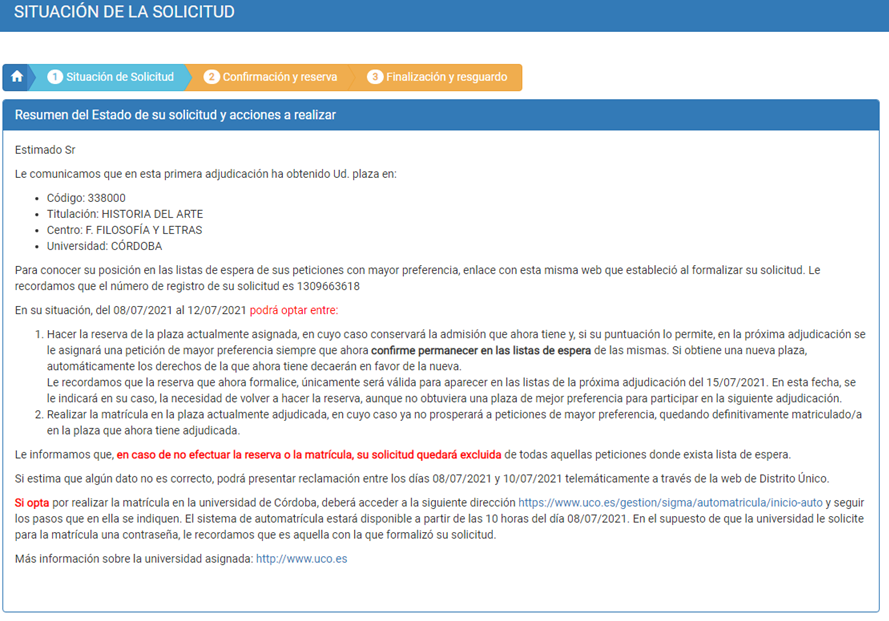 SITUACIÓN DE LA SOLICITUD
1 Situación de Solicitud
2 Confirmación y reserva
3 Finalización y resguardo
Resumen del Estado de su solicitud y acciones a realizar
Estimado Sr
Le comunicamos que en esta primera adjudicación ha obtenido Ud. plaza en:
• Código: 338000
• Titulación: HISTORIA DEL ARTE
• Centro: F. FILOSOFÍA Y LETRAS
• Universidad: CÓRDOBA
Para conocer su posición en las listas de espera de sus peticiones con mayor preferencia, enlace con esta misma web que estableció al formalizar su solicitud. Le
recordamos que el número de registro de su solicitud es 1309663618
En su situación, del 08/07/2021 al 12/07/2021 podrá optar entre:
1. Hacer la reserva de la plaza actualmente asignada, en cuyo caso conservará la admisión que ahora tiene y, si su puntuación lo permite, en la próxima adjudicación se
le asignará una petición de mayor preferencia siempre que ahora confirme permanecer en las listas de espera de las mismas. Si obtiene una nueva plaza,
automáticamente los derechos de la que ahora tiene decaerán en favor de la nueva.
Le recordamos que la reserva que ahora formalice, únicamente será válida para aparecer en las listas de la próxima adjudicación del 15/07/2021. En esta fecha, se
le indicará en su caso, la necesidad de volver a hacer la reserva, aunque no obtuviera una plaza de mejor preferencia para participar en la siguiente adjudicación.
2. Realizar la matrícula en la plaza actualmente adjudicada, en cuyo caso ya no prosperará a peticiones de mayor preferencia, quedando definitivamente matriculado/a
en la plaza que ahora tiene adjudicada.
Le informamos que, en caso de no efectuar la reserva o la matrícula, su solicitud quedará excluida de todas aquellas peticiones donde exista lista de espera.
Si estima que algún dato no es correcto, podrá presentar reclamación entre los días 08/07/2021 y 10/07/2021 telemáticamente a través de la web de Distrito Único.
Si opta por realizar la matrícula en la universidad de Córdoba, deberá acceder a la siguiente dirección https://www.uco.es/gestion/sigma/automatricula/inicio-auto y seguir
los pasos que en ella se indiquen. El sistema de automatrícula estará disponible a partir de las 10 horas del día 08/07/2021. En el supuesto de que la universidad le solicite
para la matrícula una contraseña, le recordamos que es aquella con la que formalizó su solicitud.
Más información sobre la universidad asignada: http://www.uco.es